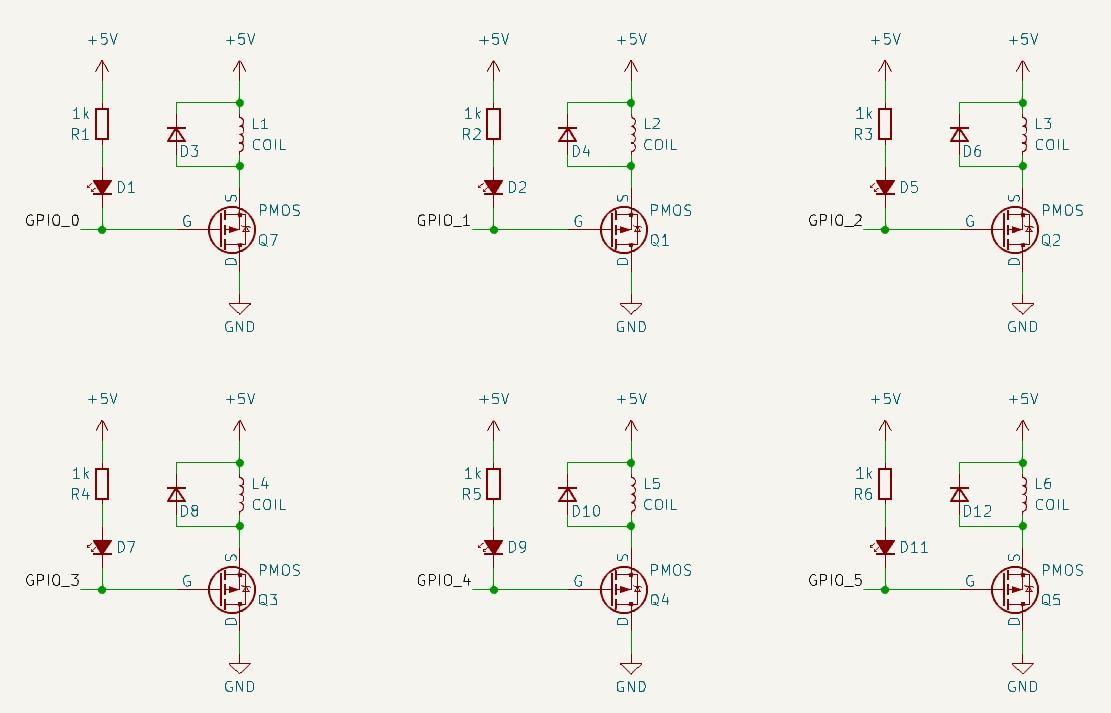 +5V +5V +5V +5V +5V +5V
1k L1 1k L2 1k L3
R1 D3 COIL R2 D4 COIL R3 D6 COIL
D1 S D2 S D5 S
GPIO_0 G PMOS GPIO_1 G PMOS GPIO_2 G PMOS
Q7 Q1 Q2
D D D
GND GND GND
+5V +5V +5V +5V +5V +5V
1k L4 1k L5 1k L6
R4 D8 COIL R5 D10 COIL R6 D12 COIL
D7 S D9 S D11 S
GPIO_3 G PMOS GPIO_4 G PMOS GPIO_5 G PMOS
Q3 Q4 Q5
D D D
GND GND GND